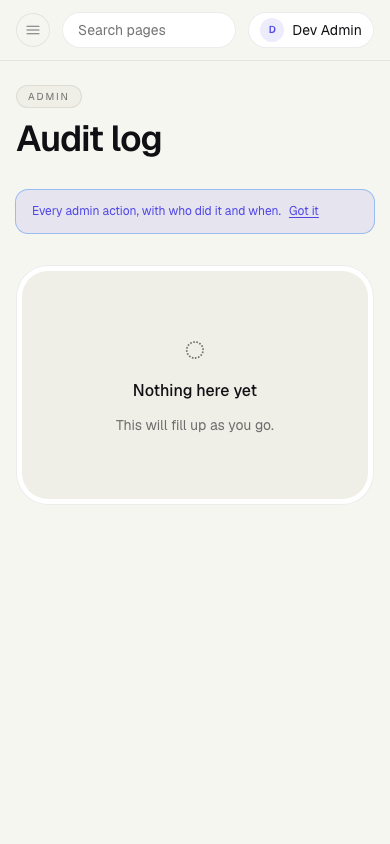 Search pages
D
Dev Admin
ADMIN
Audit log
Every admin action, with who did it and when. Got it
Nothing here yet
This will fill up as you go.